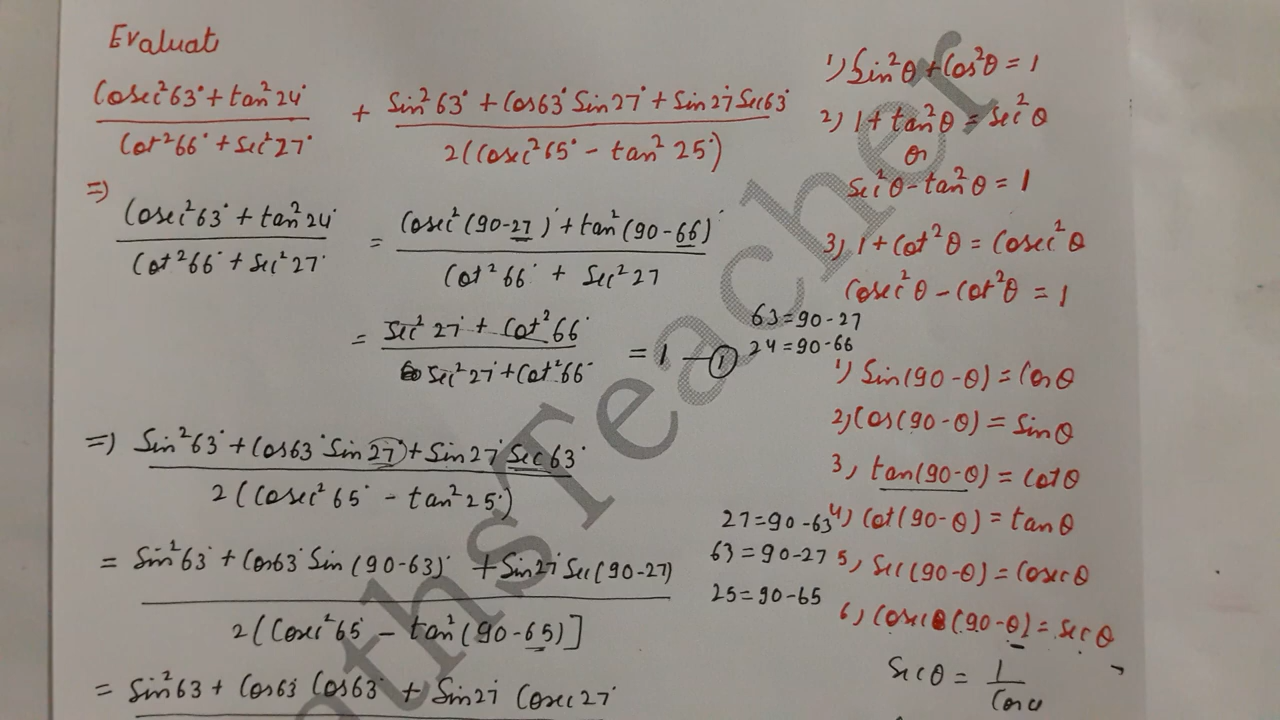 Evaluat
Cosec²63° + tan²24° / Cot²66° + Sec²27° + Sin²63° + Cos63° Sin27° + Sin27° Sec63° / 2(Cosec²65° - tan²25°)
=) Cosec²63° + tan²24° / Cot²66° + Sec²27° = Cosec²(90-27)° + tan²(90-66)° / Cot²66° + Sec²27
= Sec²27° + Cot²66° / Sec²27° + Cot²66° = 1 — ①
=) Sin²63° + Cos63° Sin27° + Sin27° Sec63° / 2(Cosec²65° - tan²25°)
= Sin²63° + Cos63° Sin(90-63)° + Sin27° Sec(90-27) / 2(Cosec²65° - tan²(90-65)]
= Sin²63 + Cos63° Cos63° + Sin27° Cosec27°
1) Sin²θ + Cos²θ = 1
2) 1 + tan²θ = sec²θ
or
Sec²θ - tan²θ = 1
3) 1 + Cot²θ = Cosec²θ
Cosec²θ - Cot²θ = 1
63 = 90-27
24 = 90-66
1) Sin(90-θ) = Cosθ
2) Cos(90-θ) = Sinθ
3) tan(90-θ) = Cotθ
27 = 90-63
4) Cot(90-θ) = tanθ
63 = 90-27
5) Sec(90-θ) = Cosecθ
25 = 90-65
6) Cosec(90-θ) = Secθ
Secθ = 1 / Cosθ
thsTeacher